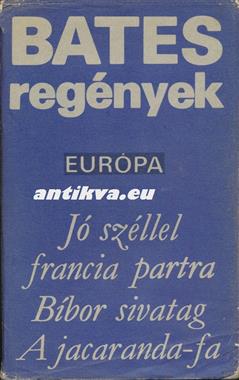 BATES
regények
EURÓPA
antikva.eu
Jó széllel
francia partra
Bíbor sivatag
A jacaranda-fa